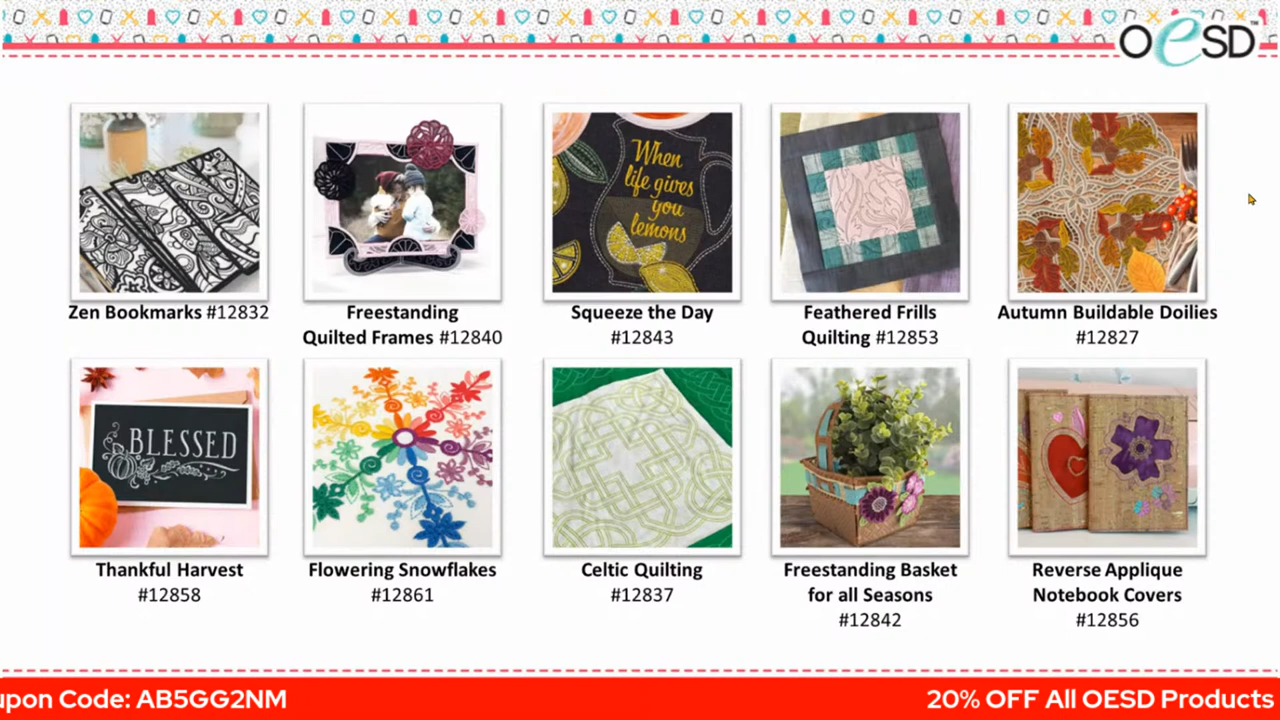 OeSD™
When
life gives
you
lemons
Zen Bookmarks #12832
Freestanding
Quilted Frames #12840
Squeeze the Day
#12843
Feathered Frills
Quilting #12853
Autumn Buildable Doilies
#12827
BLESSED
Thankful Harvest
#12858
Flowering Snowflakes
#12861
Celtic Quilting
#12837
Freestanding Basket
for all Seasons
#12842
Reverse Applique
Notebook Covers
#12856
upon Code: AB5GG2NM
20% OFF All OESD Products